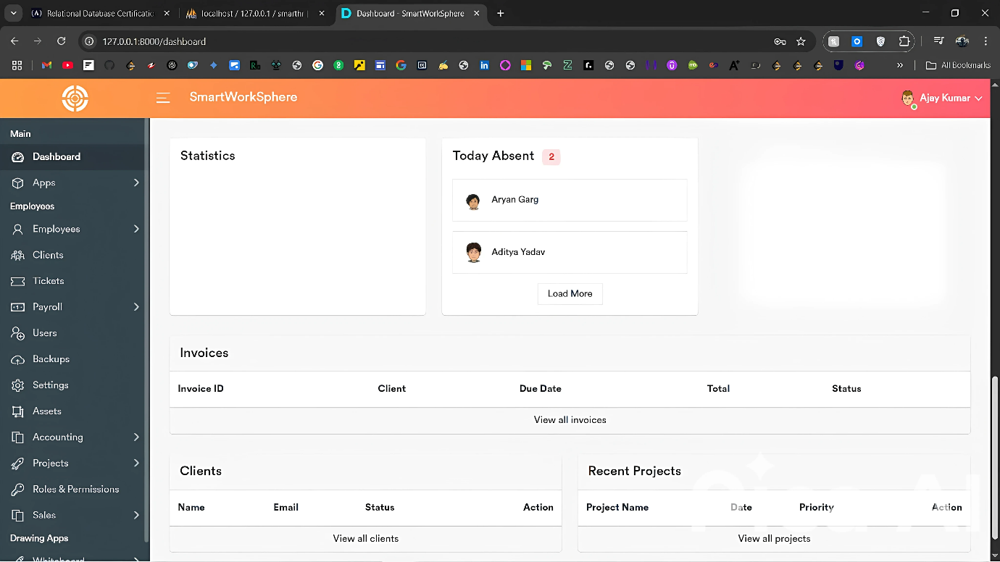 Relational Database Certificatio
localhost / 127.0.0.1 / smarthr
Dashboard - SmartWorkSphere
127.0.0.1:8000/dashboard
All Bookmarks
SmartWorkSphere
Ajay Kumar
Main
Dashboard
Apps
Employees
Employees
Clients
Tickets
Payroll
Users
Backups
Settings
Assets
Accounting
Projects
Roles & Permissions
Sales
Drawing Apps
Whiteboard
Statistics
Today Absent 2
Aryan Garg
Aditya Yadav
Load More
Invoices
Invoice ID Client Due Date Total Status
View all invoices
Clients
Name Email Status Action
View all clients
Recent Projects
Project Name Date Priority Action
View all projects